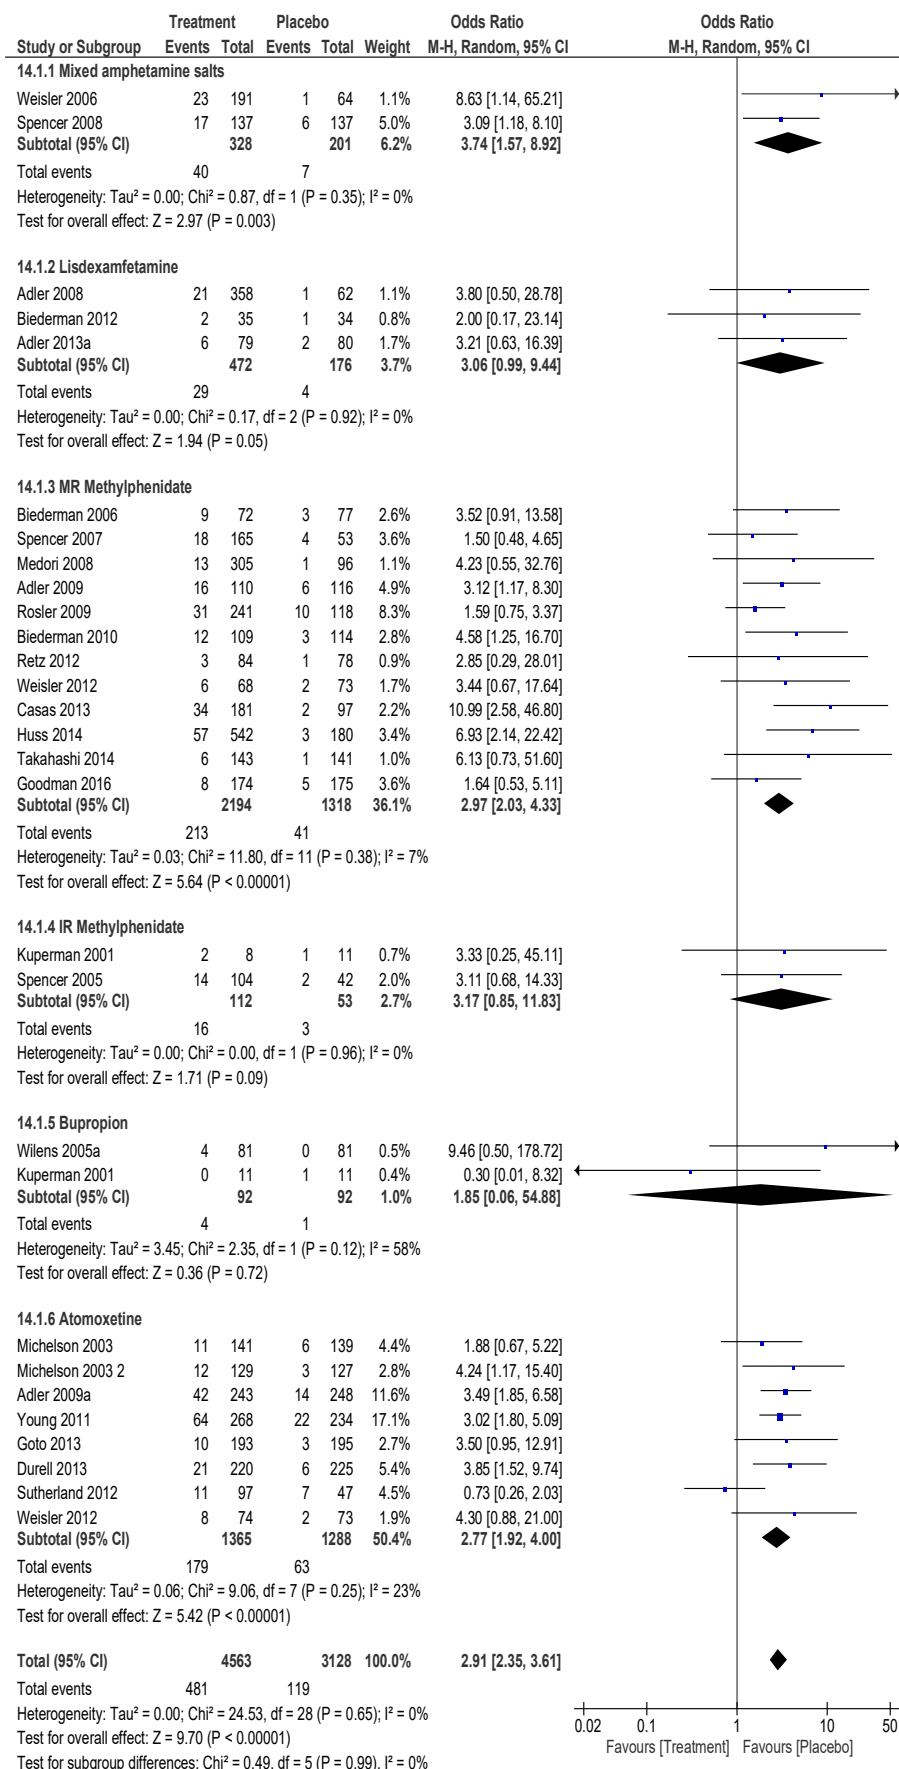 Treatment Placebo Odds Ratio Odds Ratio
Study or Subgroup Events Total Events Total Weight M-H, Random, 95% CI M-H, Random, 95% CI
14.1.1 Mixed amphetamine salts
Weisler 2006 23 191 1 64 1.1% 8.63 [1.14, 65.21]
Spencer 2008 17 137 6 137 5.0% 3.09 [1.18, 8.10]
Subtotal (95% CI) 328 201 6.2% 3.74 [1.57, 8.92]
Total events 40 7
Heterogeneity: Tau² = 0.00; Chi² = 0.87, df = 1 (P = 0.35); I² = 0%
Test for overall effect: Z = 2.97 (P = 0.003)
14.1.2 Lisdexamfetamine
Adler 2008 21 358 1 62 1.1% 3.80 [0.50, 28.78]
Biederman 2012 2 35 1 34 0.8% 2.00 [0.17, 23.14]
Adler 2013a 6 79 2 80 1.7% 3.21 [0.63, 16.39]
Subtotal (95% CI) 472 176 3.7% 3.06 [0.99, 9.44]
Total events 29 4
Heterogeneity: Tau² = 0.00; Chi² = 0.17, df = 2 (P = 0.92); I² = 0%
Test for overall effect: Z = 1.94 (P = 0.05)
14.1.3 MR Methylphenidate
Biederman 2006 9 72 3 77 2.6% 3.52 [0.91, 13.58]
Spencer 2007 18 165 4 53 3.6% 1.50 [0.48, 4.65]
Medori 2008 13 305 1 96 1.1% 4.23 [0.55, 32.76]
Adler 2009 16 110 6 116 4.9% 3.12 [1.17, 8.30]
Rosler 2009 31 241 10 118 8.3% 1.59 [0.75, 3.37]
Biederman 2010 12 109 3 114 2.8% 4.58 [1.25, 16.70]
Retz 2012 3 84 1 78 0.9% 2.85 [0.29, 28.01]
Weisler 2012 6 68 2 73 1.7% 3.44 [0.67, 17.64]
Casas 2013 34 181 2 97 2.2% 10.99 [2.58, 46.80]
Huss 2014 57 542 3 180 3.4% 6.93 [2.14, 22.42]
Takahashi 2014 6 143 1 141 1.0% 6.13 [0.73, 51.60]
Goodman 2016 8 174 5 175 3.6% 1.64 [0.53, 5.11]
Subtotal (95% CI) 2194 1318 36.1% 2.97 [2.03, 4.33]
Total events 213 41
Heterogeneity: Tau² = 0.03; Chi² = 11.80, df = 11 (P = 0.38); I² = 7%
Test for overall effect: Z = 5.64 (P < 0.00001)
14.1.4 IR Methylphenidate
Kuperman 2001 2 8 1 11 0.7% 3.33 [0.25, 45.11]
Spencer 2005 14 104 2 42 2.0% 3.11 [0.68, 14.33]
Subtotal (95% CI) 112 53 2.7% 3.17 [0.85, 11.83]
Total events 16 3
Heterogeneity: Tau² = 0.00; Chi² = 0.00, df = 1 (P = 0.96); I² = 0%
Test for overall effect: Z = 1.71 (P = 0.09)
14.1.5 Bupropion
Wilens 2005a 4 81 0 81 0.5% 9.46 [0.50, 178.72]
Kuperman 2001 0 11 1 11 0.4% 0.30 [0.01, 8.32]
Subtotal (95% CI) 92 92 1.0% 1.85 [0.06, 54.88]
Total events 4 1
Heterogeneity: Tau² = 3.45; Chi² = 2.35, df = 1 (P = 0.12); I² = 58%
Test for overall effect: Z = 0.36 (P = 0.72)
14.1.6 Atomoxetine
Michelson 2003 11 141 6 139 4.4% 1.88 [0.67, 5.22]
Michelson 2003 2 12 129 3 127 2.8% 4.24 [1.17, 15.40]
Adler 2009a 42 243 14 248 11.6% 3.49 [1.85, 6.58]
Young 2011 64 268 22 234 17.1% 3.02 [1.80, 5.09]
Goto 2013 10 193 3 195 2.7% 3.50 [0.95, 12.91]
Durell 2013 21 220 6 225 5.4% 3.85 [1.52, 9.74]
Sutherland 2012 11 97 7 47 4.5% 0.73 [0.26, 2.03]
Weisler 2012 8 74 2 73 1.9% 4.30 [0.88, 21.00]
Subtotal (95% CI) 1365 1288 50.4% 2.77 [1.92, 4.00]
Total events 179 63
Heterogeneity: Tau² = 0.06; Chi² = 9.06, df = 7 (P = 0.25); I² = 23%
Test for overall effect: Z = 5.42 (P < 0.00001)
Total (95% CI) 4563 3128 100.0% 2.91 [2.35, 3.61]
Total events 481 119
Heterogeneity: Tau² = 0.00; Chi² = 24.53, df = 28 (P = 0.65); I² = 0%
Test for overall effect: Z = 9.70 (P < 0.00001)
Test for subgroup differences: Chi² = 0.49, df = 5 (P = 0.99), I² = 0%
0.02 0.1 1 10 50
Favours [Treatment] Favours [Placebo]